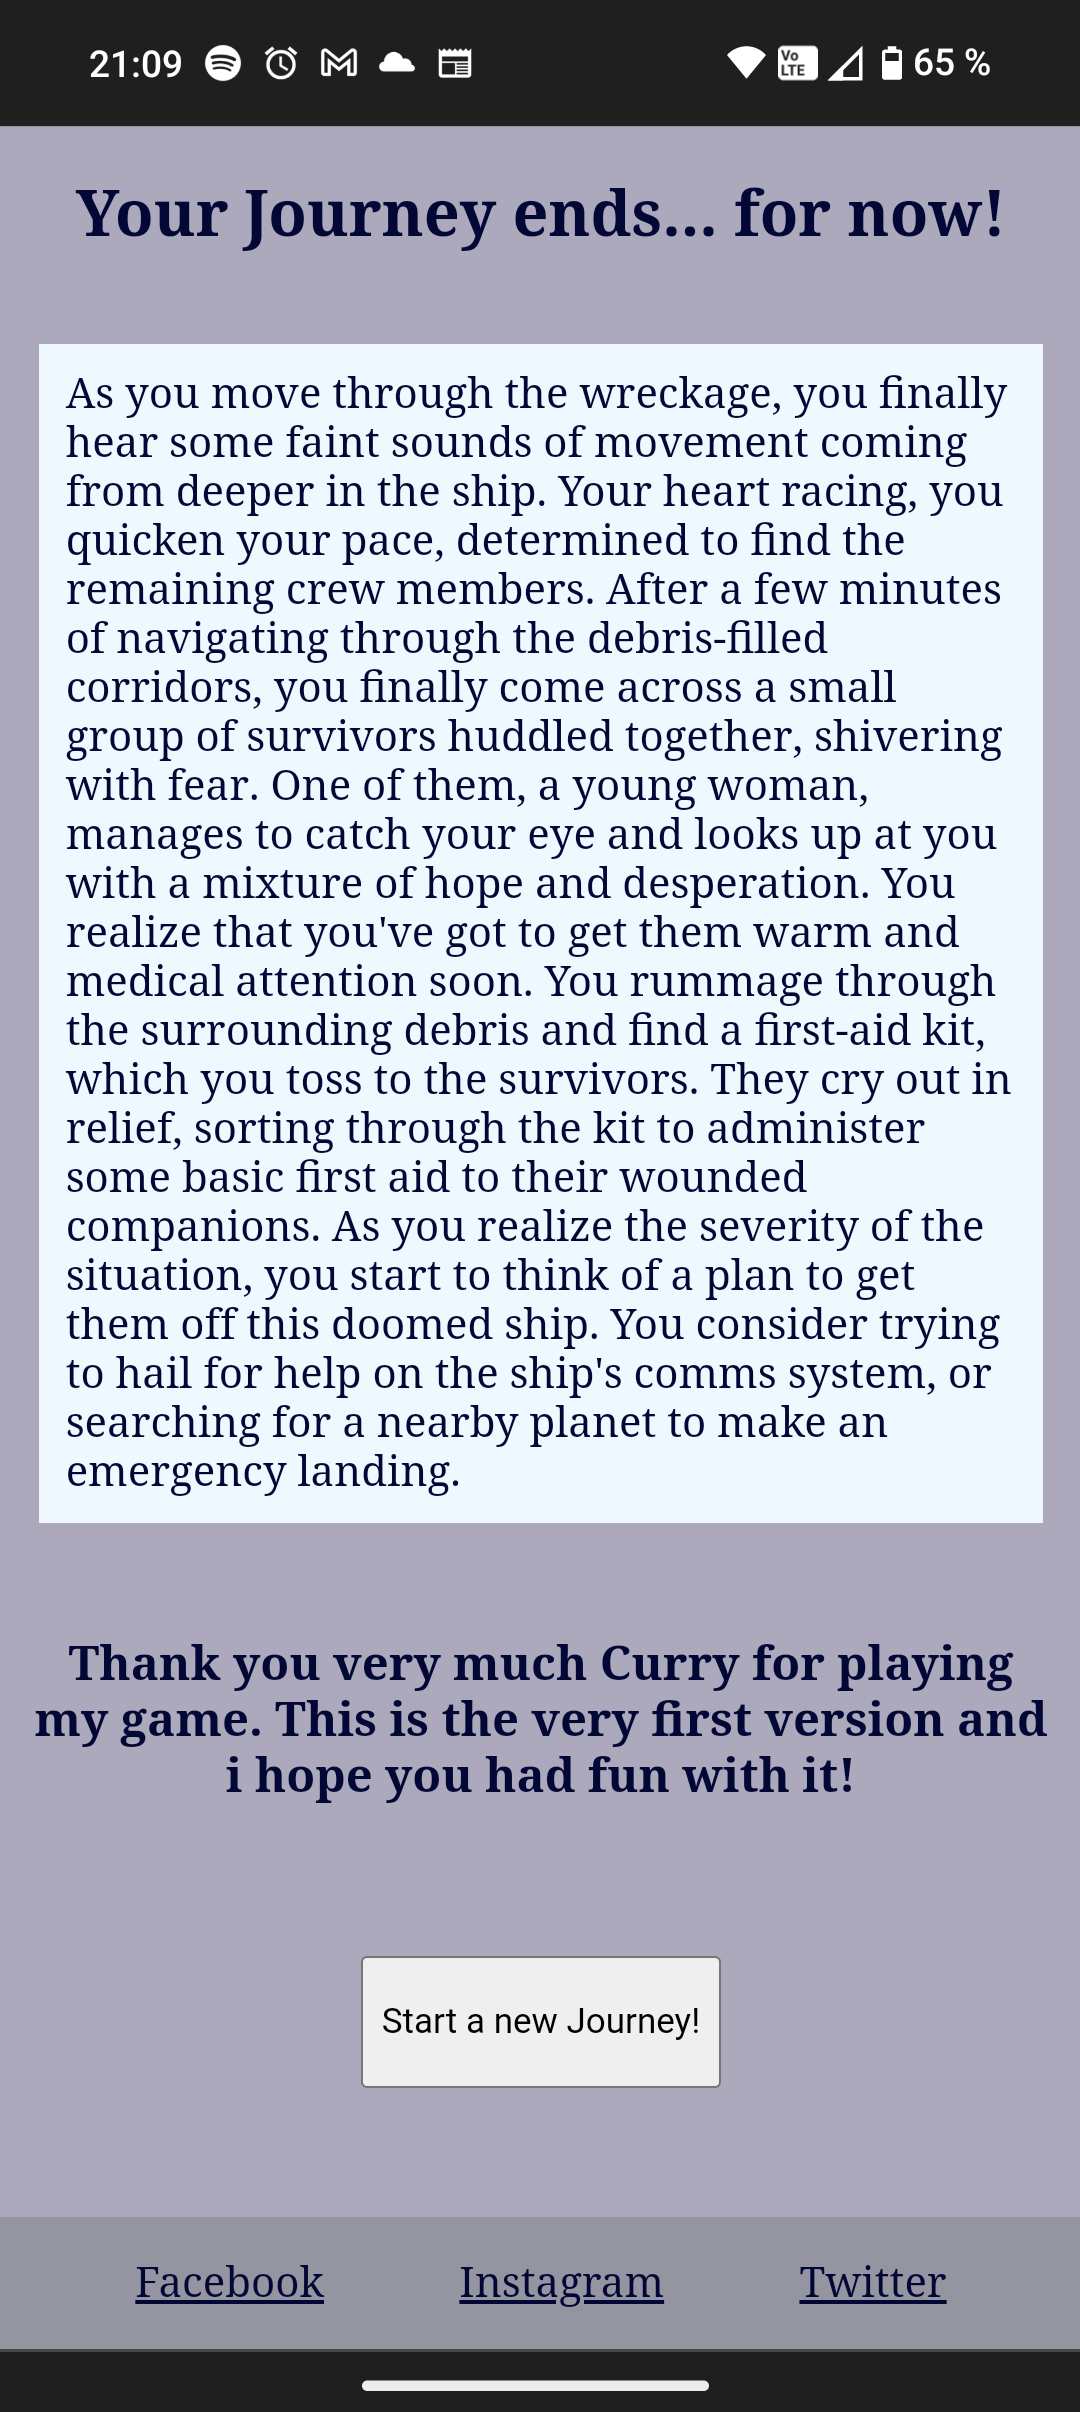 21:09
Vo LTE
65 %
Your Journey ends... for now!
As you move through the wreckage, you finally
hear some faint sounds of movement coming
from deeper in the ship. Your heart racing, you
quicken your pace, determined to find the
remaining crew members. After a few minutes
of navigating through the debris-filled
corridors, you finally come across a small
group of survivors huddled together, shivering
with fear. One of them, a young woman,
manages to catch your eye and looks up at you
with a mixture of hope and desperation. You
realize that you've got to get them warm and
medical attention soon. You rummage through
the surrounding debris and find a first-aid kit,
which you toss to the survivors. They cry out in
relief, sorting through the kit to administer
some basic first aid to their wounded
companions. As you realize the severity of the
situation, you start to think of a plan to get
them off this doomed ship. You consider trying
to hail for help on the ship's comms system, or
searching for a nearby planet to make an
emergency landing.
Thank you very much Curry for playing
my game. This is the very first version and
i hope you had fun with it!
Start a new Journey!
Facebook
Instagram
Twitter